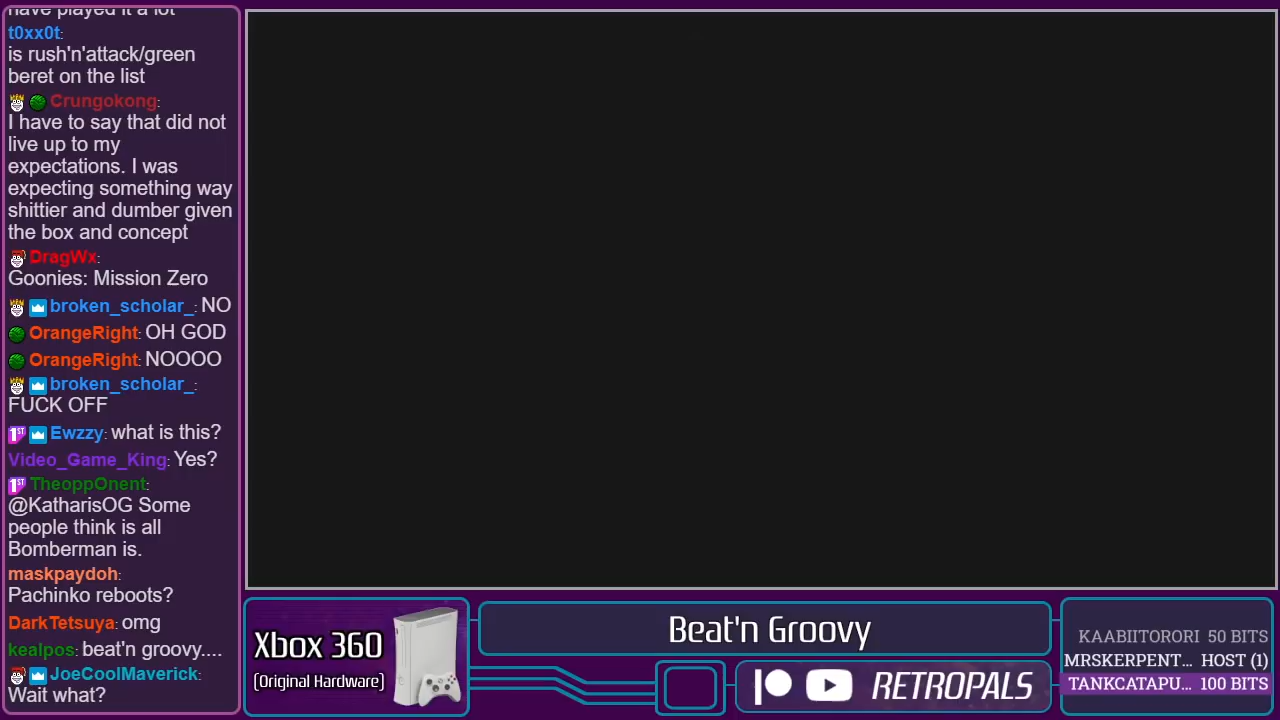 have played it a lot
t0xx0t:
is rush'n'attack/green
beret on the list
Crungokong:
I have to say that did not
live up to my
expectations. I was
expecting something way
shittier and dumber given
the box and concept
DragWx:
Goonies: Mission Zero
broken_scholar_: NO
OrangeRight: OH GOD
OrangeRight: NOOOO
broken_scholar_:
FUCK OFF
1ST Ewzzy: what is this?
Video_Game_King: Yes?
1ST TheoppOnent:
@KatharisOG Some
people think is all
Bomberman is.
maskpaydoh:
Pachinko reboots?
DarkTetsuya: omg
kealpos: beat'n groovy....
JoeCoolMaverick:
Wait what?
Xbox 360
(Original Hardware)
Beat'n Groovy
RETROPALS
KAABIITORORI 50 BITS
MRSKERPENT... HOST (1)
TANKCATAPU... 100 BITS